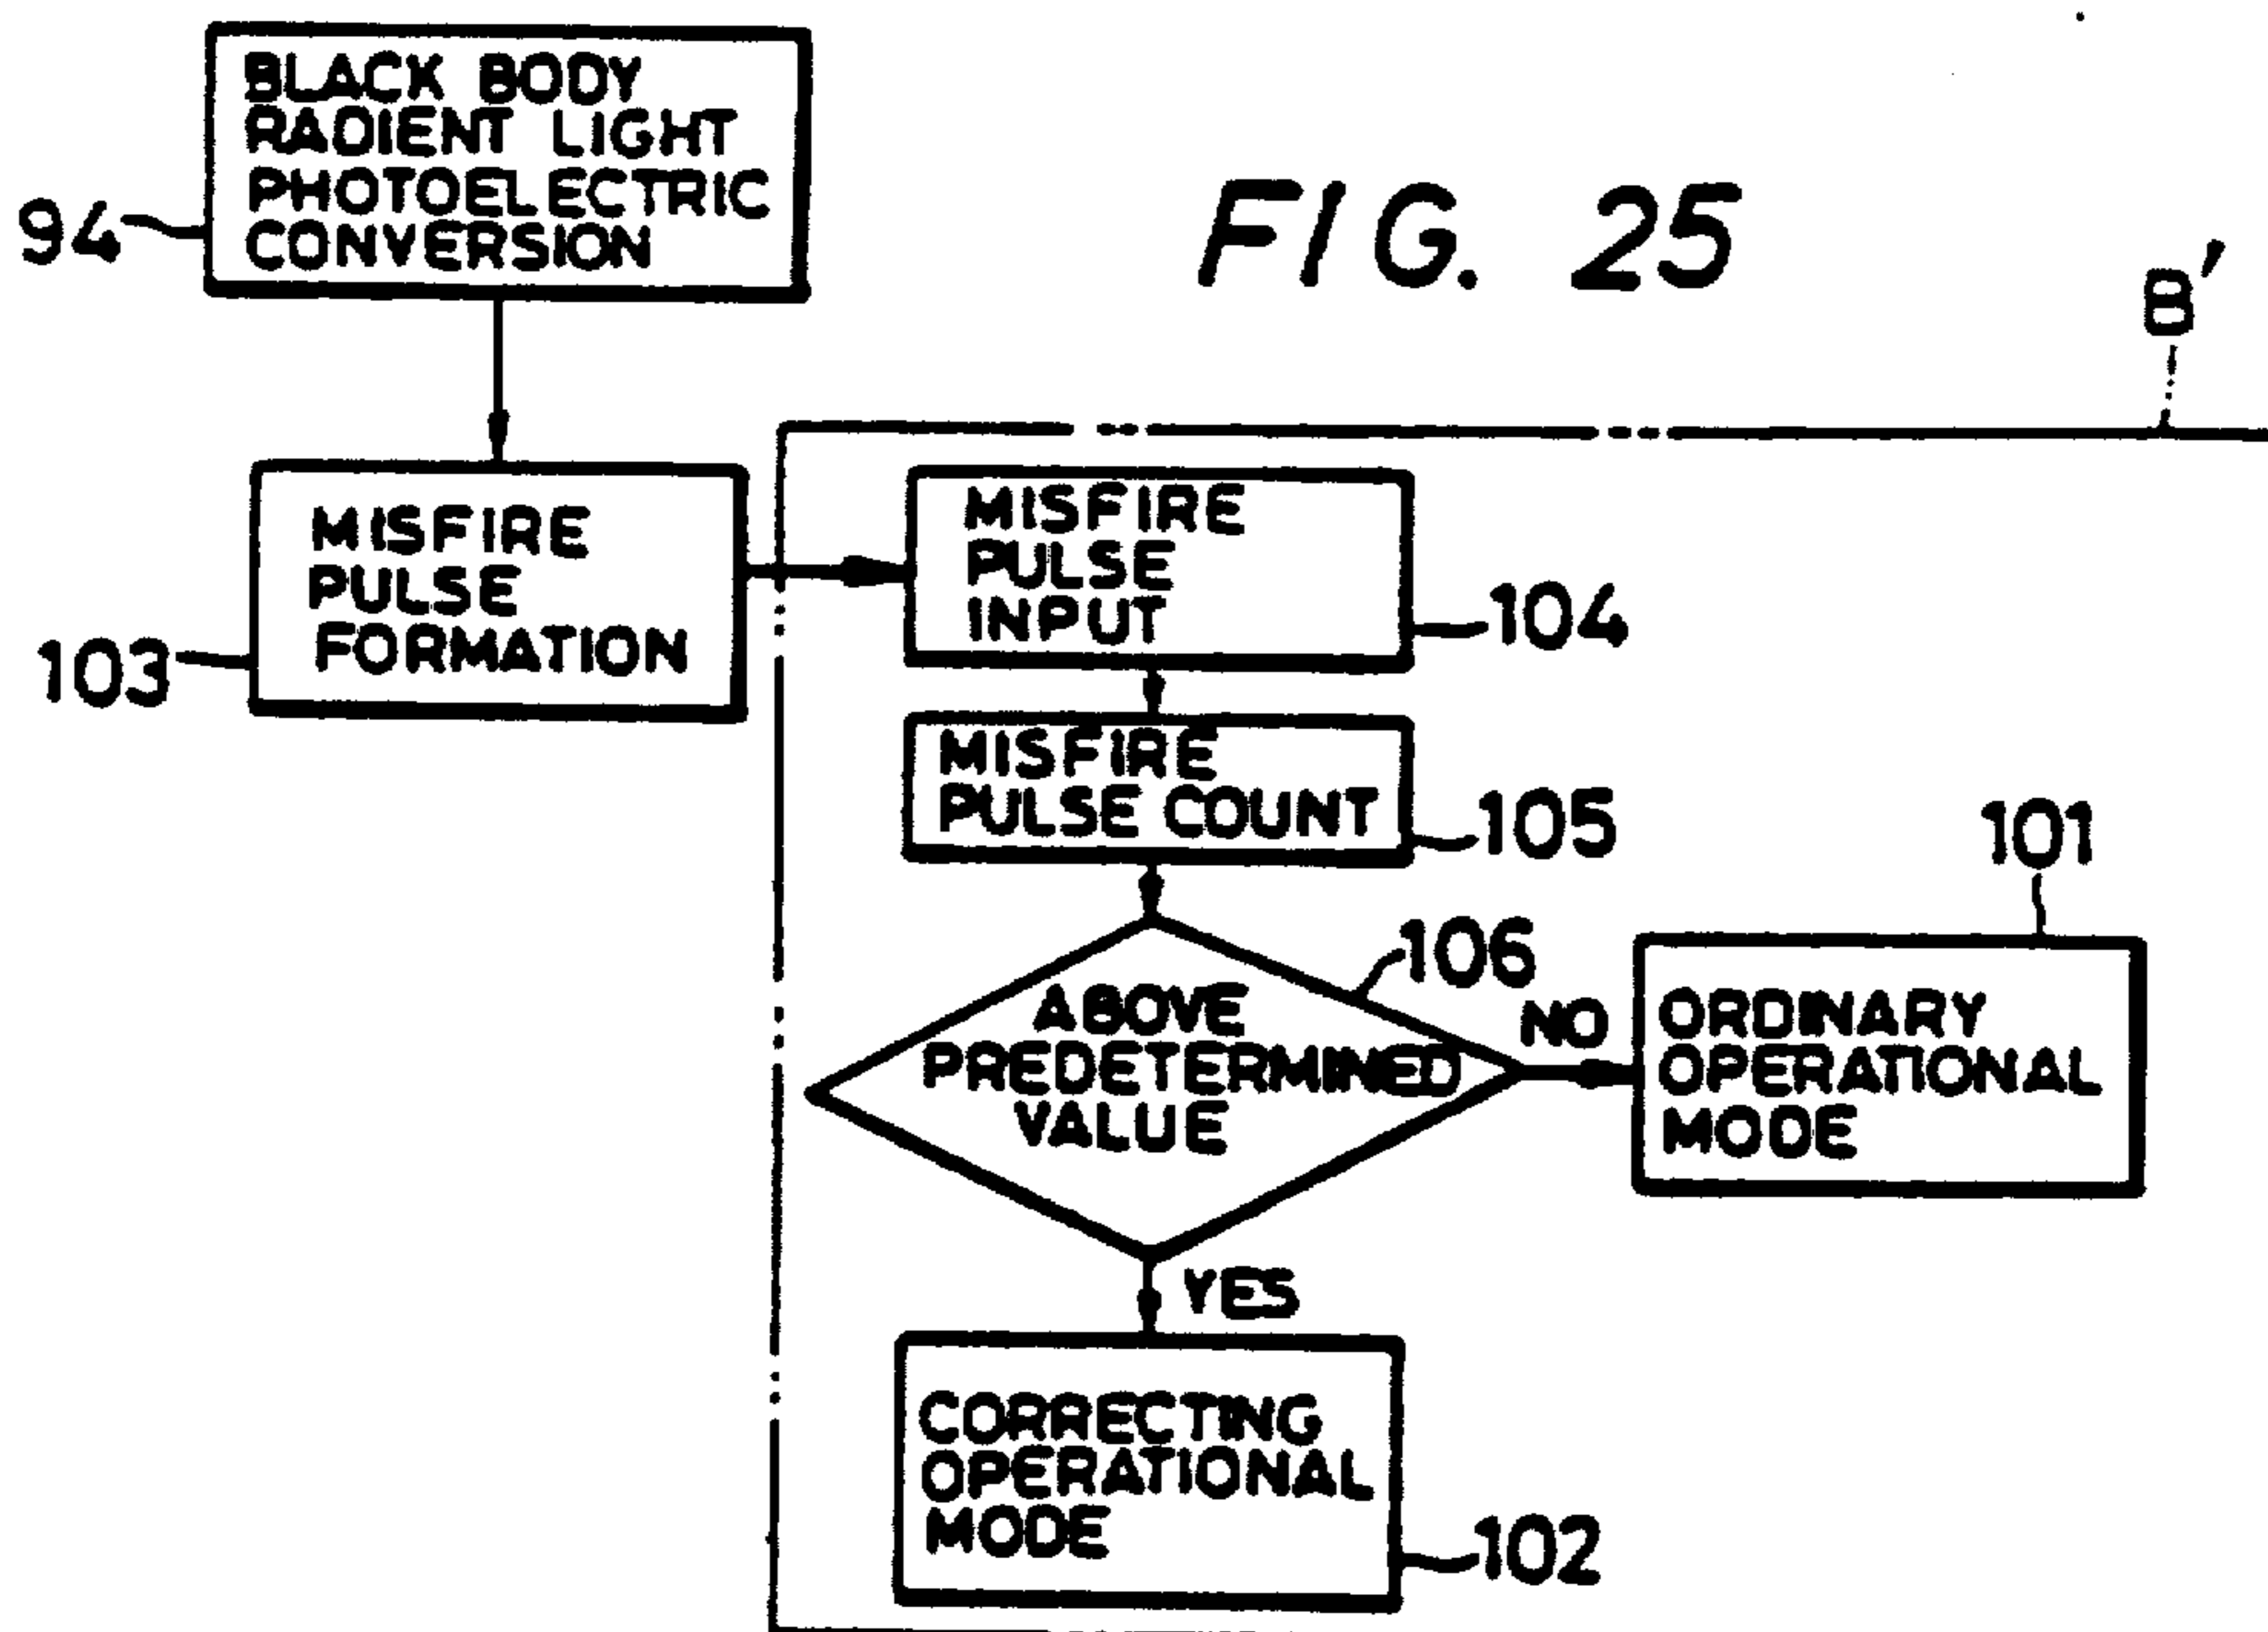 BLACK BODY
RADIENT LIGHT
PHOTOELECTRIC
CONVERSION
94
FIG. 25
B'
MISFIRE
PULSE
FORMATION
103
MISFIRE
PULSE
INPUT
104
MISFIRE
PULSE COUNT
105
101
106
ABOVE
PREDETERMINED
VALUE
NO
ORDINARY
OPERATIONAL
MODE
YES
CORRECTING
OPERATIONAL
MODE
102